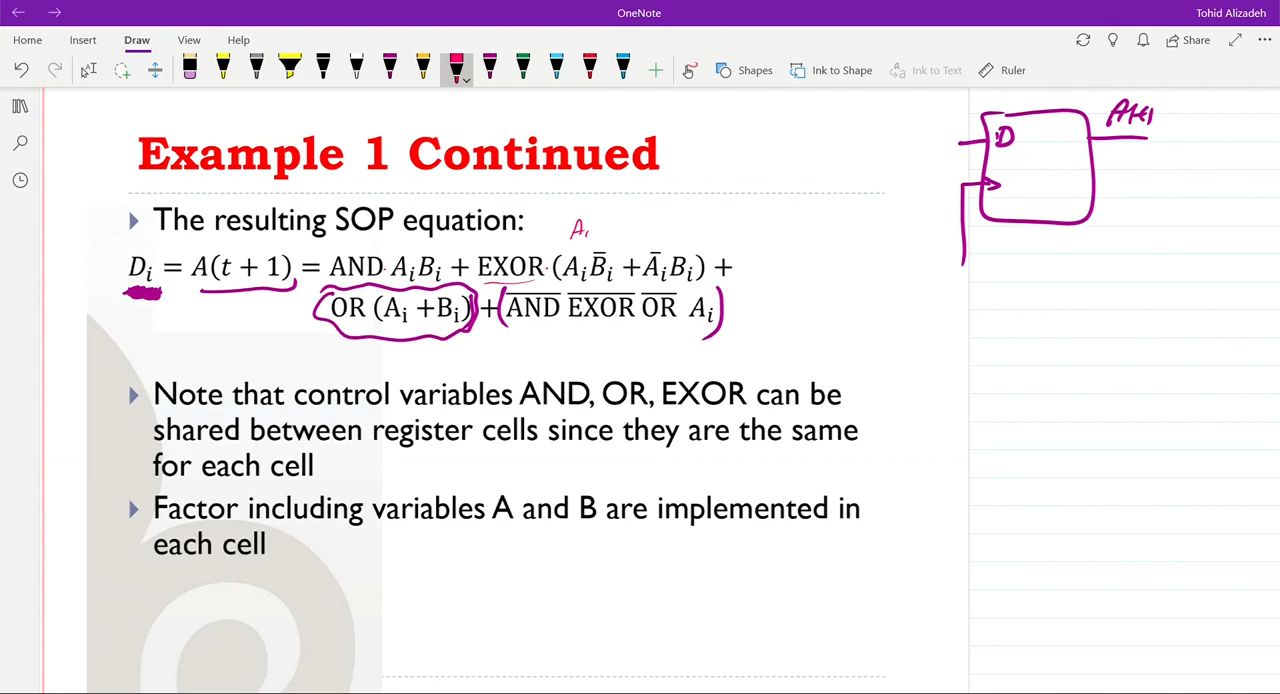 OneNote
Tohid Alizadeh
Home Insert Draw View Help
Share
Shapes Ink to Shape Ink to Text Ruler
Example 1 Continued
The resulting SOP equation:
Dᵢ = A(t + 1) = AND AᵢBᵢ + EXOR (AᵢB̄ᵢ + ĀᵢBᵢ) +
OR (Aᵢ +Bᵢ) + A̅N̅D̅ E̅X̅O̅R̅ O̅R̅ Aᵢ
Note that control variables AND, OR, EXOR can be
shared between register cells since they are the same
for each cell
Factor including variables A and B are implemented in
each cell
D